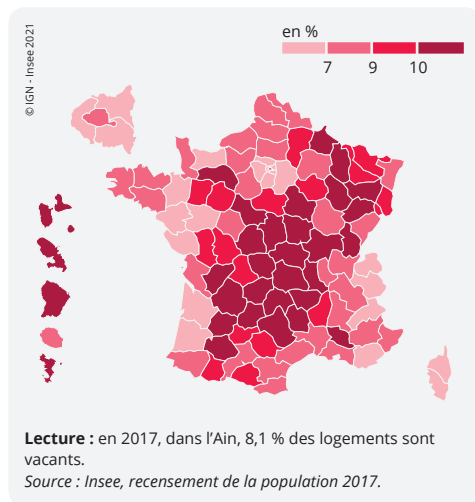 © IGN - Insee 2021
en %
7 9 10
Lecture : en 2017, dans l’Ain, 8,1 % des logements sont
vacants.
Source : Insee, recensement de la population 2017.